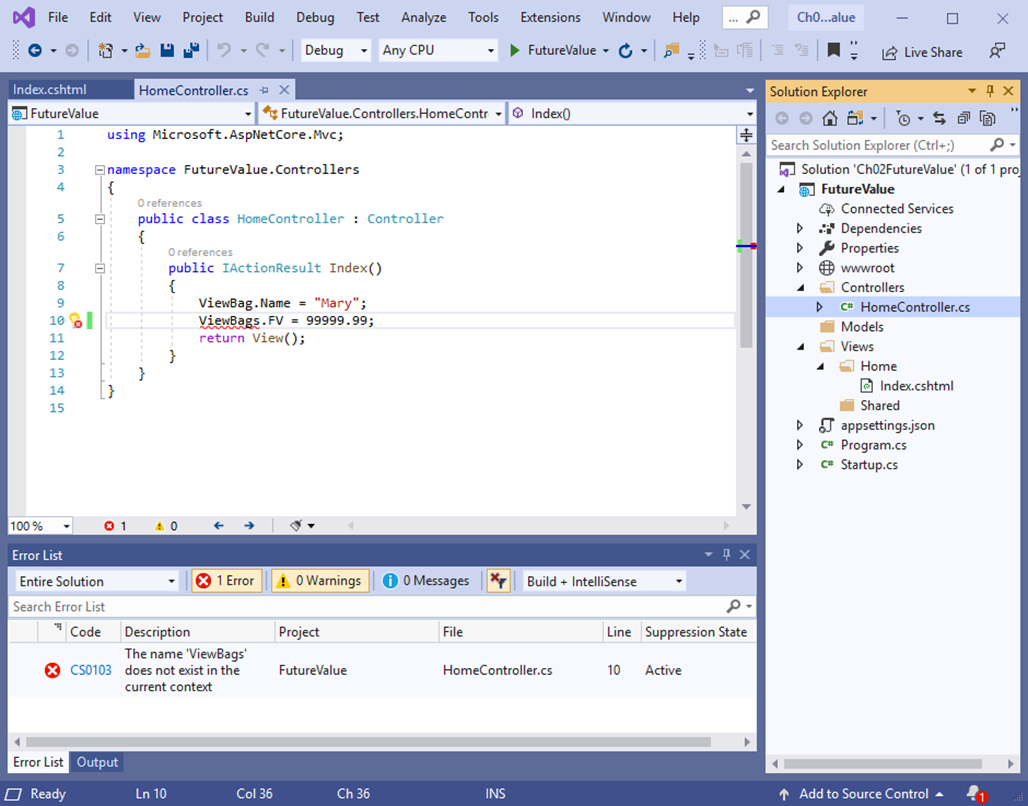 File Edit View Project Build Debug Test Analyze Tools Extensions Window Help ... Ch0...alue
Debug Any CPU FutureValue Live Share
Index.cshtml HomeController.cs
FutureValue FutureValue.Controllers.HomeContr Index()
1 using Microsoft.AspNetCore.Mvc;
2
3 namespace FutureValue.Controllers
4 {
0 references
5 public class HomeController : Controller
6 {
0 references
7 public IActionResult Index()
8 {
9 ViewBag.Name = "Mary";
10 ViewBags.FV = 99999.99;
11 return View();
12 }
13 }
14 }
15
100 % 1 0
Error List
Entire Solution 1 Error 0 Warnings 0 Messages Build + IntelliSense
Search Error List
Code Description Project File Line Suppression State
CS0103 The name 'ViewBags' FutureValue HomeController.cs 10 Active
does not exist in the
current context
Error List Output
Solution Explorer
Search Solution Explorer (Ctrl+;)
Solution 'Ch02FutureValue' (1 of 1 proj
FutureValue
Connected Services
Dependencies
Properties
wwwroot
Controllers
C# HomeController.cs
Models
Views
Home
Index.cshtml
Shared
appsettings.json
C# Program.cs
C# Startup.cs
Ready Ln 10 Col 36 Ch 36 INS Add to Source Control 1